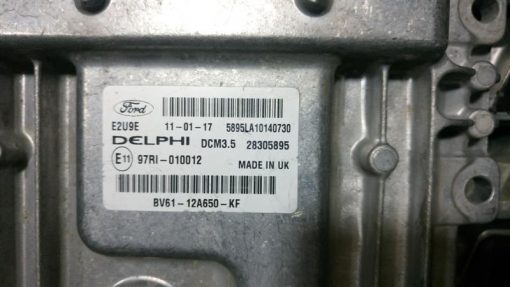 Ford
E2U9E 11-01-17 5895LA10140730
DELPHI DCM3.5 28305895
E11 97RI-010012 MADE IN UK
BV61-12A650-KF